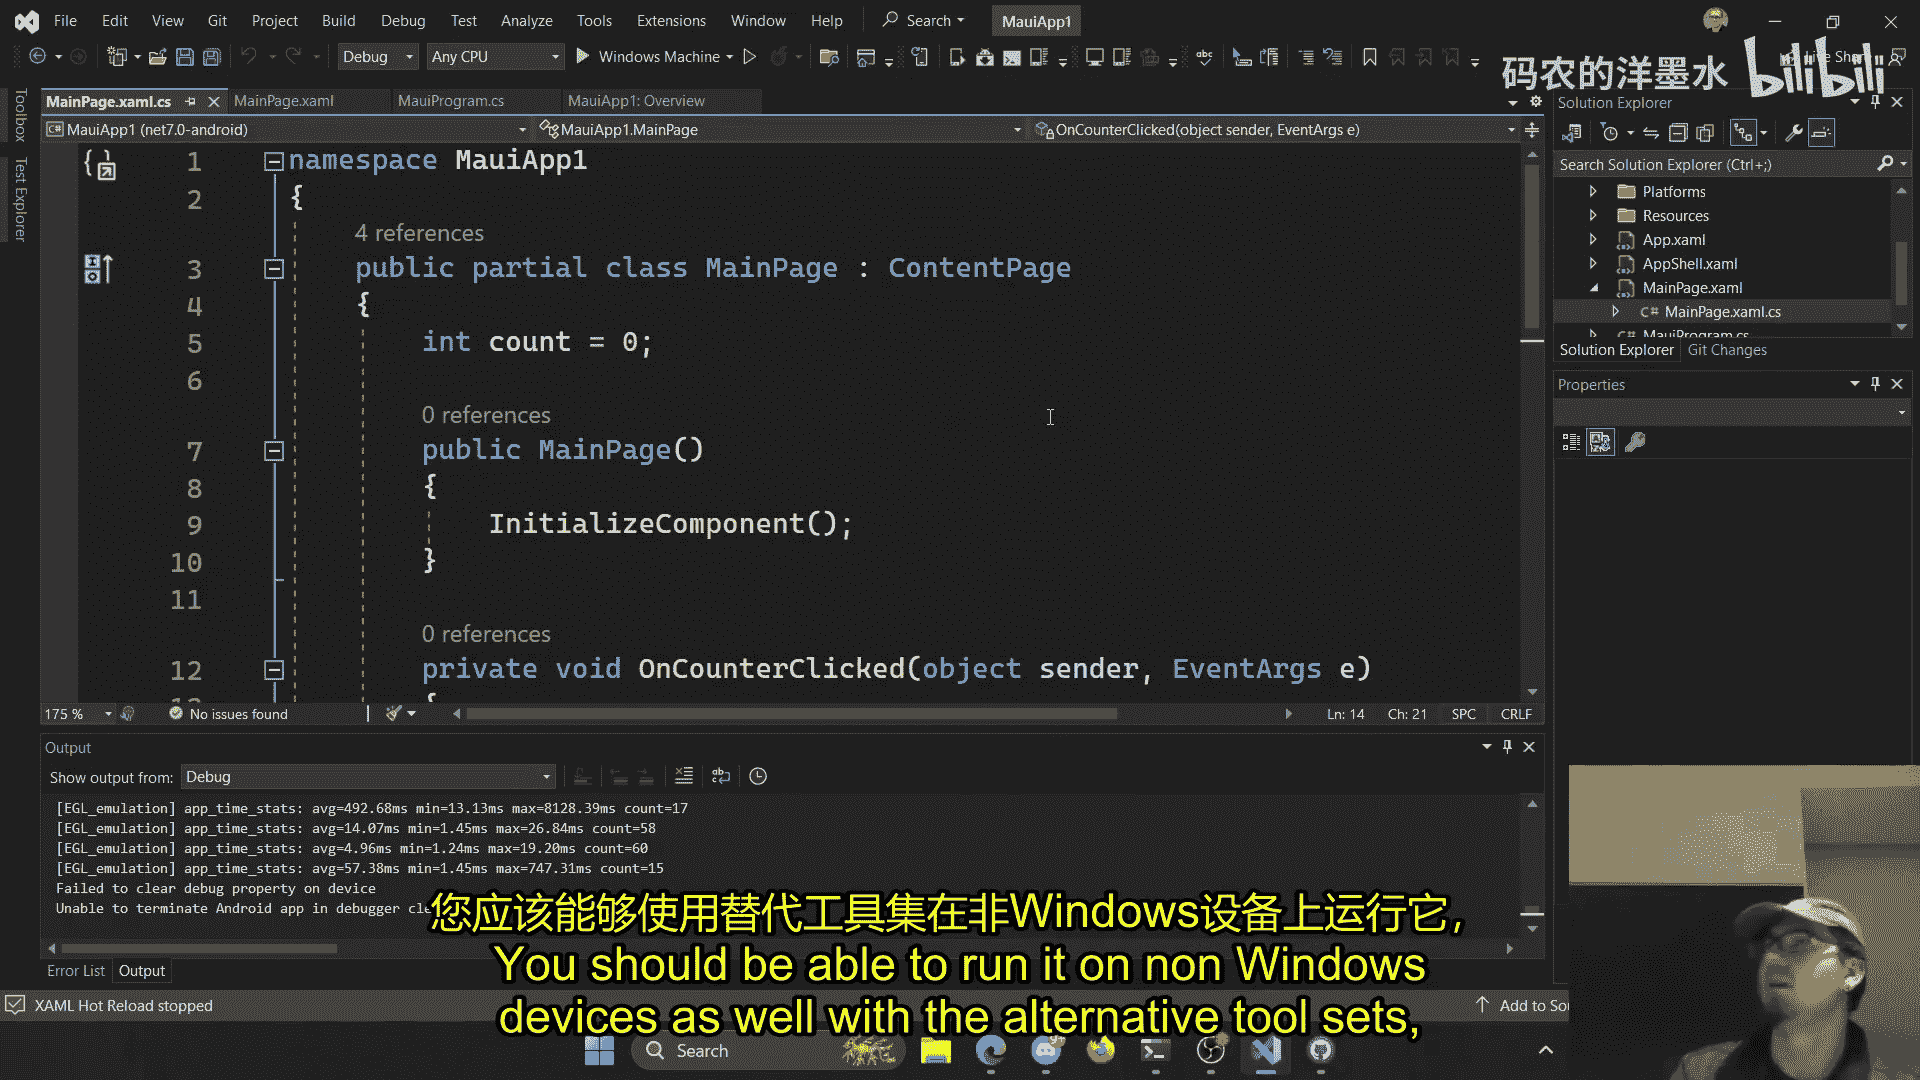 File Edit View Git Project Build Debug Test Analyze Tools Extensions Window Help Search MauiApp1
Debug Any CPU Windows Machine
码农的洋墨水 bilibili
MainPage.xaml.cs MainPage.xaml MauiProgram.cs MauiApp1: Overview
MauiApp1 (net7.0-android) MauiApp1.MainPage OnCounterClicked(object sender, EventArgs e)
Toolbox
Test Explorer
1 namespace MauiApp1
2 {
4 references
3 public partial class MainPage : ContentPage
4 {
5 int count = 0;
6
0 references
7 public MainPage()
8 {
9 InitializeComponent();
10 }
11
0 references
12 private void OnCounterClicked(object sender, EventArgs e)
{
175 % No issues found Ln: 14 Ch: 21 SPC CRLF
Solution Explorer
Search Solution Explorer (Ctrl+;)
Platforms
Resources
App.xaml
AppShell.xaml
MainPage.xaml
C# MainPage.xaml.cs
C# MauiProgram.cs
Solution Explorer Git Changes
Properties
Output
Show output from: Debug
[EGL_emulation] app_time_stats: avg=492.68ms min=13.13ms max=8128.39ms count=17
[EGL_emulation] app_time_stats: avg=14.07ms min=1.45ms max=26.84ms count=58
[EGL_emulation] app_time_stats: avg=4.96ms min=1.24ms max=19.20ms count=60
[EGL_emulation] app_time_stats: avg=57.38ms min=1.45ms max=747.31ms count=15
Failed to clear debug property on device
Unable to terminate Android app in debugger
Error List Output
XAML Hot Reload stopped
Add to
您应该能够使用替代工具集在非Windows设备上运行它,
You should be able to run it on non Windows
devices as well with the alternative tool sets,
Search